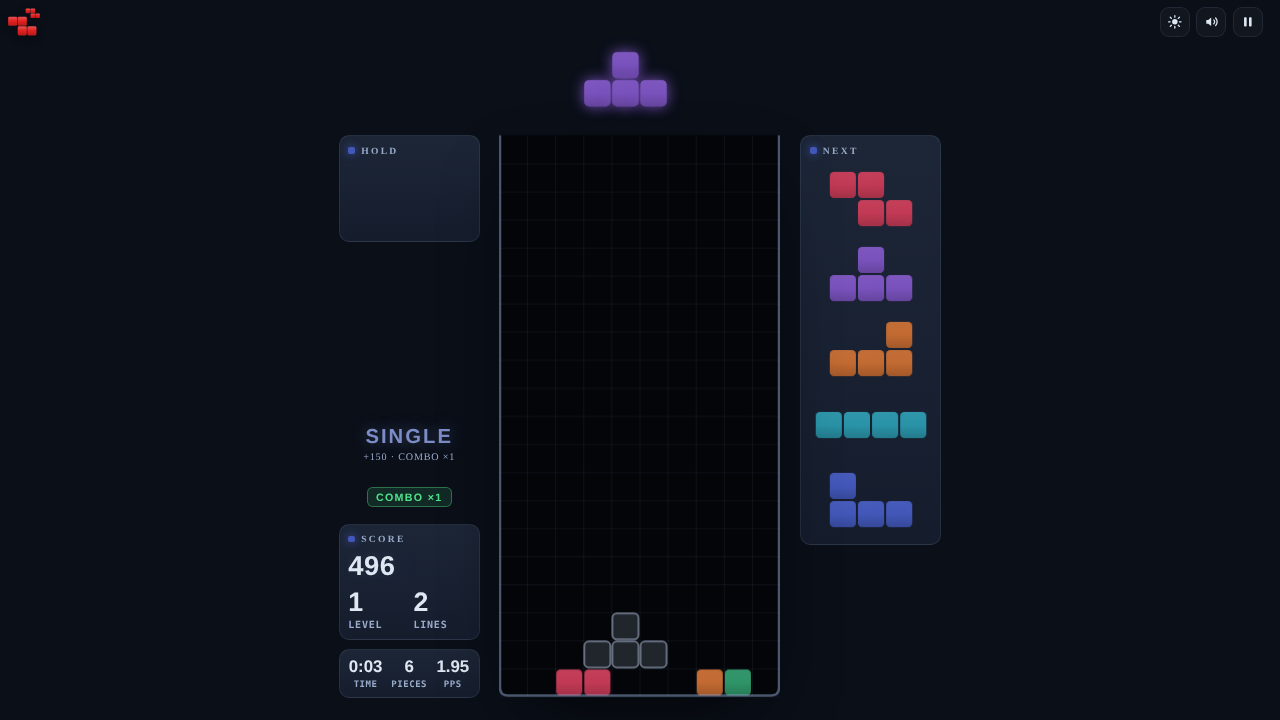 HOLD
NEXT
SINGLE
+150 · COMBO ×1
COMBO ×1
SCORE
496
1 2
LEVEL LINES
0:03 6 1.95
TIME PIECES PPS